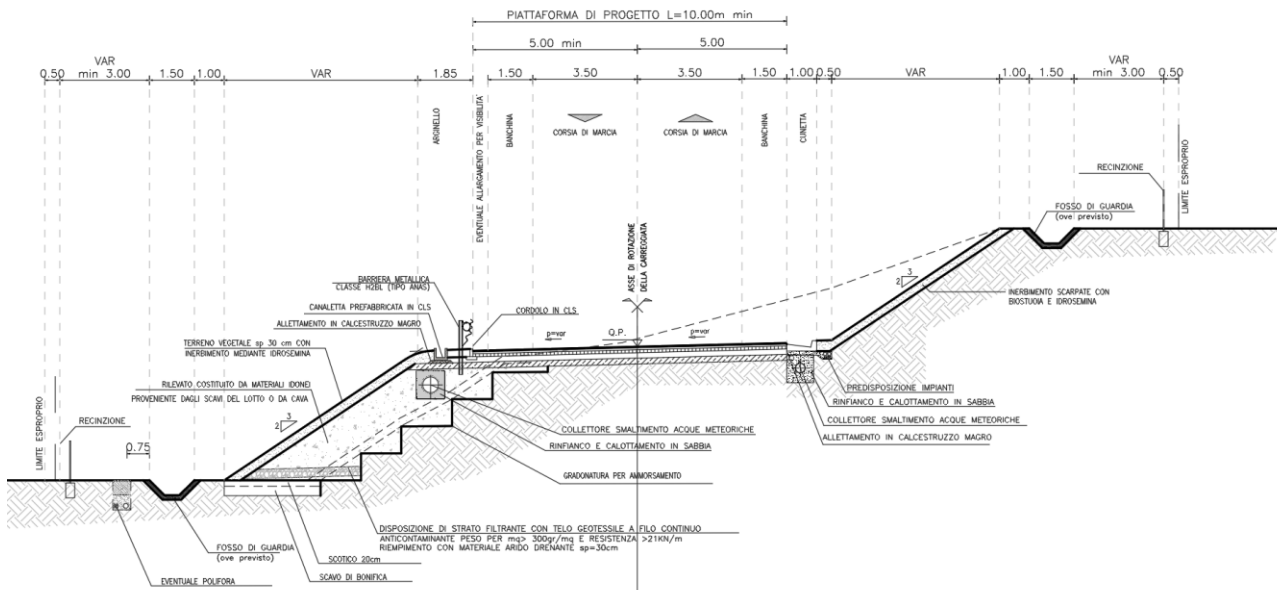 PIATTAFORMA DI PROGETTO L=10.00m min
5.00 min
5.00
VAR
VAR
0.50
min 3.00
1.50
1.00
VAR
1.85
1.50
3.50
3.50
1.50
1.00
0.50
VAR
1.00
1.50
min 3.00
0.50
ARGINELLO
EVENTUALE ALLARGAMENTO PER VISIBILITA'
BANCHINA
CORSIA DI MARCIA
CORSIA DI MARCIA
BANCHINA
CUNETTA
RECINZIONE
LIMITE ESPROPRIO
FOSSO DI GUARDIA
(ove previsto)
ASSE DI ROTAZIONE
DELLA CARREGGIATA
BARRIERA METALLICA
CLASSE H2BL (TIPO ANAS)
CANALETTA PREFABBRICATA IN CLS
CORDOLO IN CLS
ALLETTAMENTO IN CALCESTRUZZO MAGRO
3
2
INERBIMENTO SCARPATE CON
BIOSTUOIA E IDROSEMINA
p=var
Q.P.
p=var
TERRENO VEGETALE sp 30 cm CON
INERBIMENTO MEDIANTE IDROSEMINA
RILEVATO COSTITUITO DA MATERIALI IDONEI
PROVENIENTE DAGLI SCAVI DEL LOTTO O DA CAVA
PREDISPOSIZIONE IMPIANTI
RINFIANCO E CALOTTAMENTO IN SABBIA
COLLETTORE SMALTIMENTO ACQUE METEORICHE
ALLETTAMENTO IN CALCESTRUZZO MAGRO
LIMITE ESPROPRIO
RECINZIONE
3
2
0.75
COLLETTORE SMALTIMENTO ACQUE METEORICHE
RINFIANCO E CALOTTAMENTO IN SABBIA
GRADONATURA PER AMMORSAMENTO
DISPOSIZIONE DI STRATO FILTRANTE CON TELO GEOTESSILE A FILO CONTINUO
ANTICONTAMINANTE PESO PER mq> 300gr/mq E RESISTENZA >21KN/m
RIEMPIMENTO CON MATERIALE ARIDO DRENANTE sp=30cm
FOSSO DI GUARDIA
(ove previsto)
SCOTICO 20cm
EVENTUALE POLIFORA
SCAVO DI BONIFICA